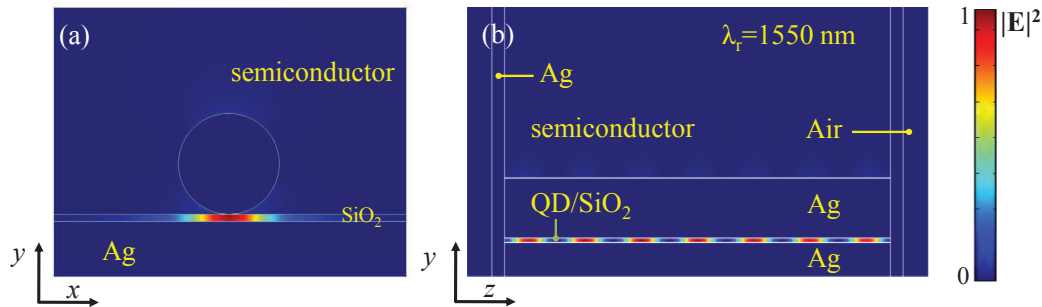 (a)
semiconductor
SiO₂
Ag
y
x
(b)
λᵣ=1550 nm
Ag
semiconductor
Air
QD/SiO₂
Ag
Ag
y
z
1
|E|²
0